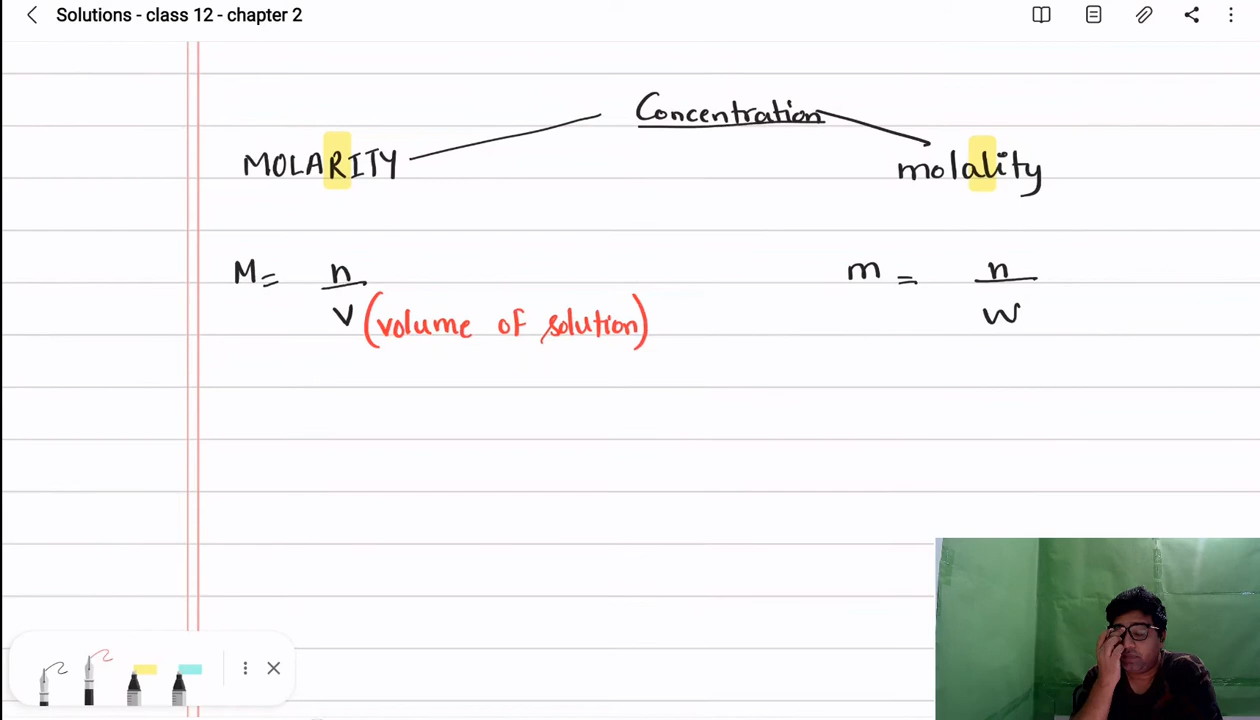 Solutions - class 12 - chapter 2
Concentration
MOLARITY molality
M = n/V (volume of solution)
m = n/W